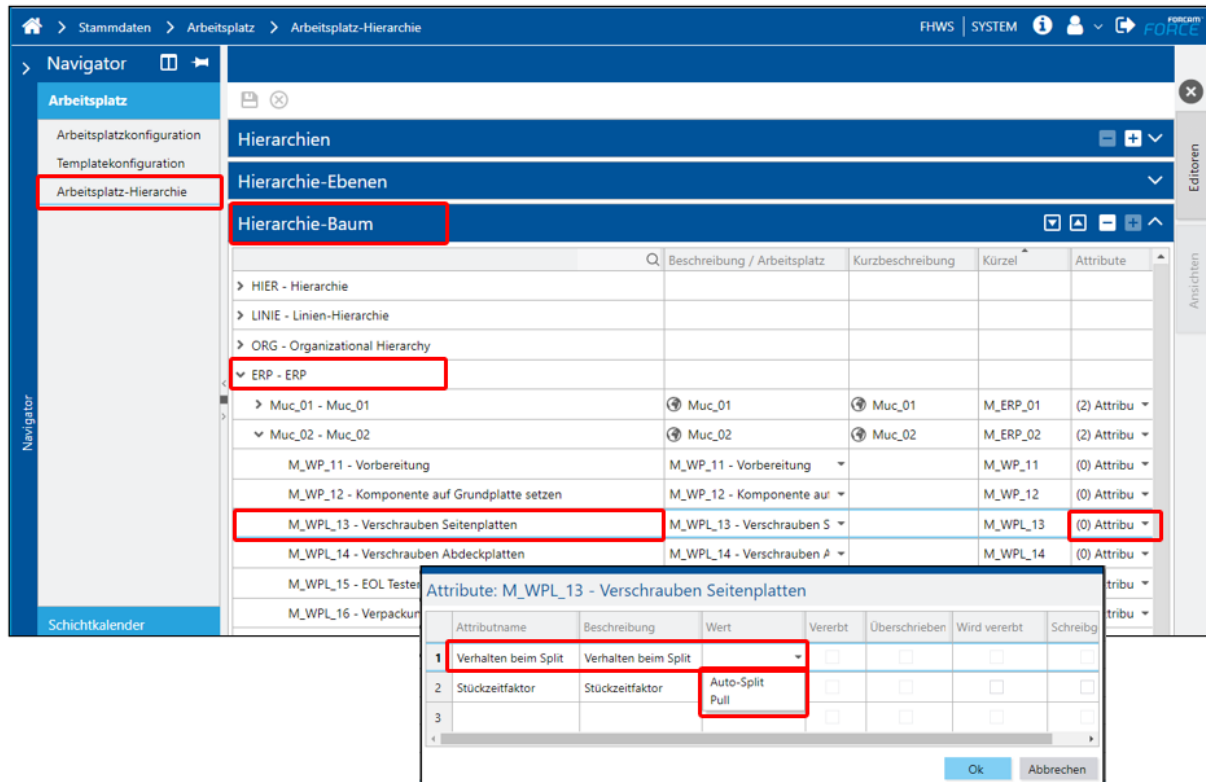 Stammdaten > Arbeitsplatz > Arbeitsplatz-Hierarchie
FHWS | SYSTEM
FORCAM
FORCE
Navigator
Arbeitsplatz
Arbeitsplatzkonfiguration
Templatekonfiguration
Arbeitsplatz-Hierarchie
Schichtkalender
Navigator
Hierarchien
Hierarchie-Ebenen
Hierarchie-Baum
Beschreibung / Arbeitsplatz Kurzbeschreibung Kürzel Attribute
> HIER - Hierarchie
> LINIE - Linien-Hierarchie
> ORG - Organizational Hierarchy
ERP - ERP
> Muc_01 - Muc_01 Muc_01 Muc_01 M_ERP_01 (2) Attribu
Muc_02 - Muc_02 Muc_02 Muc_02 M_ERP_02 (2) Attribu
M_WP_11 - Vorbereitung M_WP_11 - Vorbereitung M_WP_11 (0) Attribu
M_WP_12 - Komponente auf Grundplatte setzen M_WP_12 - Komponente auf M_WP_12 (0) Attribu
M_WPL_13 - Verschrauben Seitenplatten M_WPL_13 - Verschrauben S M_WPL_13 (0) Attribu
M_WPL_14 - Verschrauben Abdeckplatten M_WPL_14 - Verschrauben A M_WPL_14 (0) Attribu
M_WPL_15 - EOL Tester tribu
M_WPL_16 - Verpackun tribu
Editoren
Ansichten
Attribute: M_WPL_13 - Verschrauben Seitenplatten
Attributname Beschreibung Wert Vererbt Überschrieben Wird vererbt Schreibg
1 Verhalten beim Split Verhalten beim Split
2 Stückzeitfaktor Stückzeitfaktor
Auto-Split
Pull
3
Ok Abbrechen